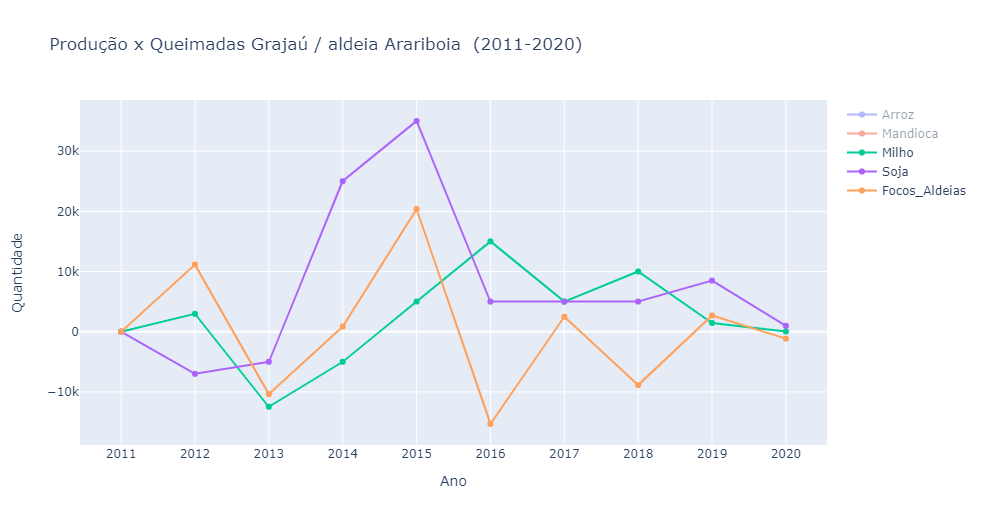 Produção x Queimadas Grajaú / aldeia Arariboia  (2011-2020)
Arroz
Mandioca
Milho
Soja
Focos_Aldeias
Quantidade
30k
20k
10k
0
−10k
2011 2012 2013 2014 2015 2016 2017 2018 2019 2020
Ano